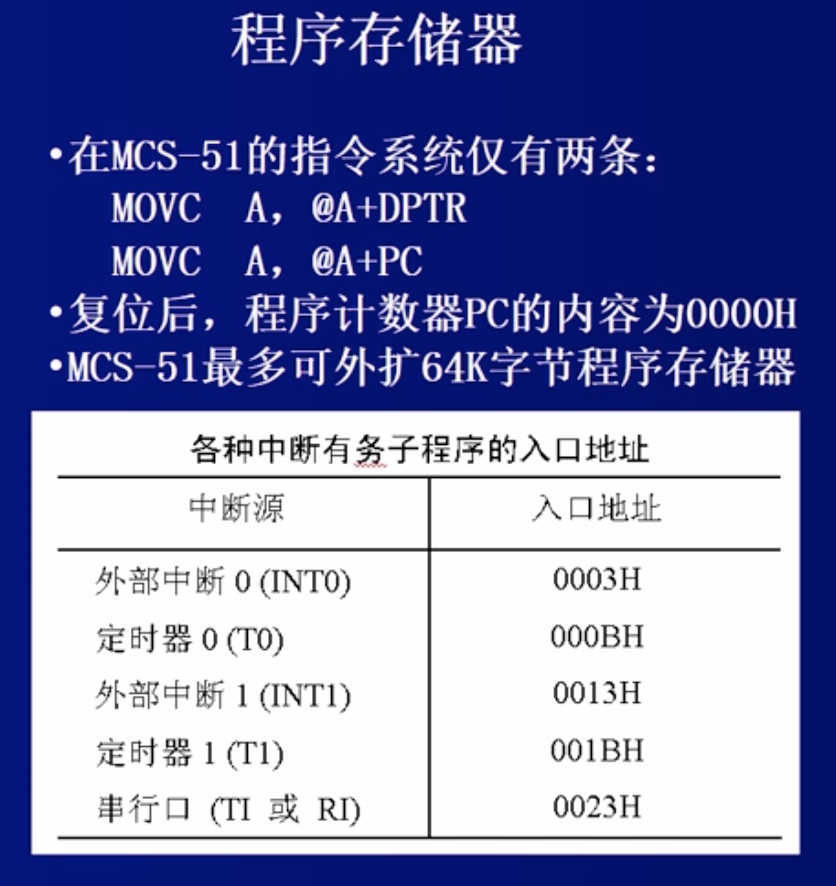 程序存储器
•在MCS-51的指令系统仅有两条：
MOVC A，@A+DPTR
MOVC A，@A+PC
•复位后，程序计数器PC的内容为0000H
•MCS-51最多可外扩64K字节程序存储器
各种中断有务子程序的入口地址
中断源 入口地址
外部中断 0 (INT0) 0003H
定时器 0 (T0) 000BH
外部中断 1 (INT1) 0013H
定时器 1 (T1) 001BH
串行口 (TI 或 RI) 0023H